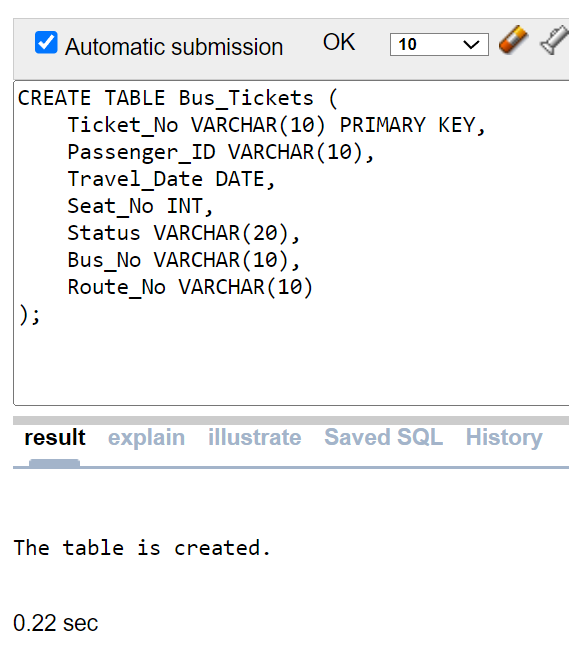 Automatic submission OK 10
CREATE TABLE Bus_Tickets (
    Ticket_No VARCHAR(10) PRIMARY KEY,
    Passenger_ID VARCHAR(10),
    Travel_Date DATE,
    Seat_No INT,
    Status VARCHAR(20),
    Bus_No VARCHAR(10),
    Route_No VARCHAR(10)
);
result explain illustrate Saved SQL History
The table is created.
0.22 sec